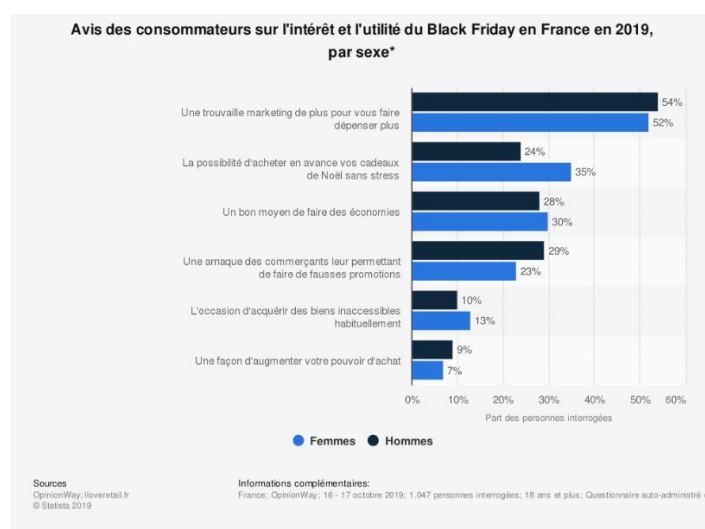 Avis des consommateurs sur l'intérêt et l'utilité du Black Friday en France en 2019,
par sexe*
Une trouvaille marketing de plus pour vous faire
dépenser plus
54%
52%
La possibilité d'acheter en avance vos cadeaux
de Noël sans stress
24%
35%
Un bon moyen de faire des économies
28%
30%
Une arnaque des commerçants leur permettant
de faire de fausses promotions
29%
23%
L'occasion d'acquérir des biens inaccessibles
habituellement
10%
13%
Une façon d'augmenter votre pouvoir d'achat
9%
7%
0% 10% 20% 30% 40% 50% 60%
Part des personnes interrogées
Femmes Hommes
Sources
OpinionWay; iloveretail.fr
© Statista 2019
Informations complémentaires:
France; OpinionWay; 16 - 17 octobre 2019; 1.047 personnes interrogées; 18 ans et plus; Questionnaire auto-administré